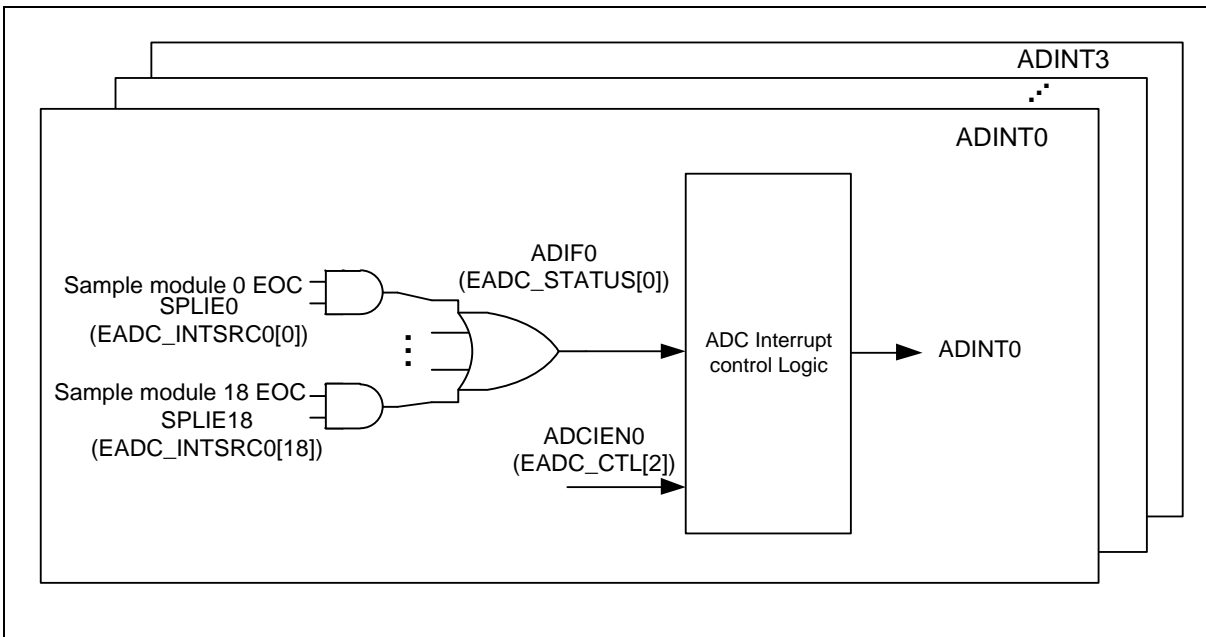 ADINT3
ADINT0
ADIF0
(EADC_STATUS[0])
Sample module 0 EOC
SPLIE0
(EADC_INTSRC0[0])
Sample module 18 EOC
SPLIE18
(EADC_INTSRC0[18])
ADC Interrupt
control Logic
ADINT0
ADCIEN0
(EADC_CTL[2])